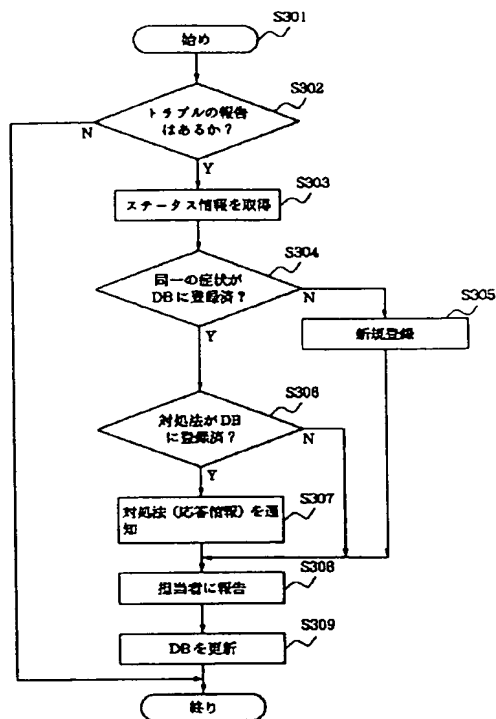 S301
始め
S302
トラブルの報告
はあるか？
N
Y
S303
ステータス情報を取得
S304
同一の症状が
DBに登録済？
N
Y
S305
新規登録
S306
対処法がDB
に登録済？
N
Y
S307
対処法（応答情報）を通
知
S308
担当者に報告
S309
DBを更新
終り